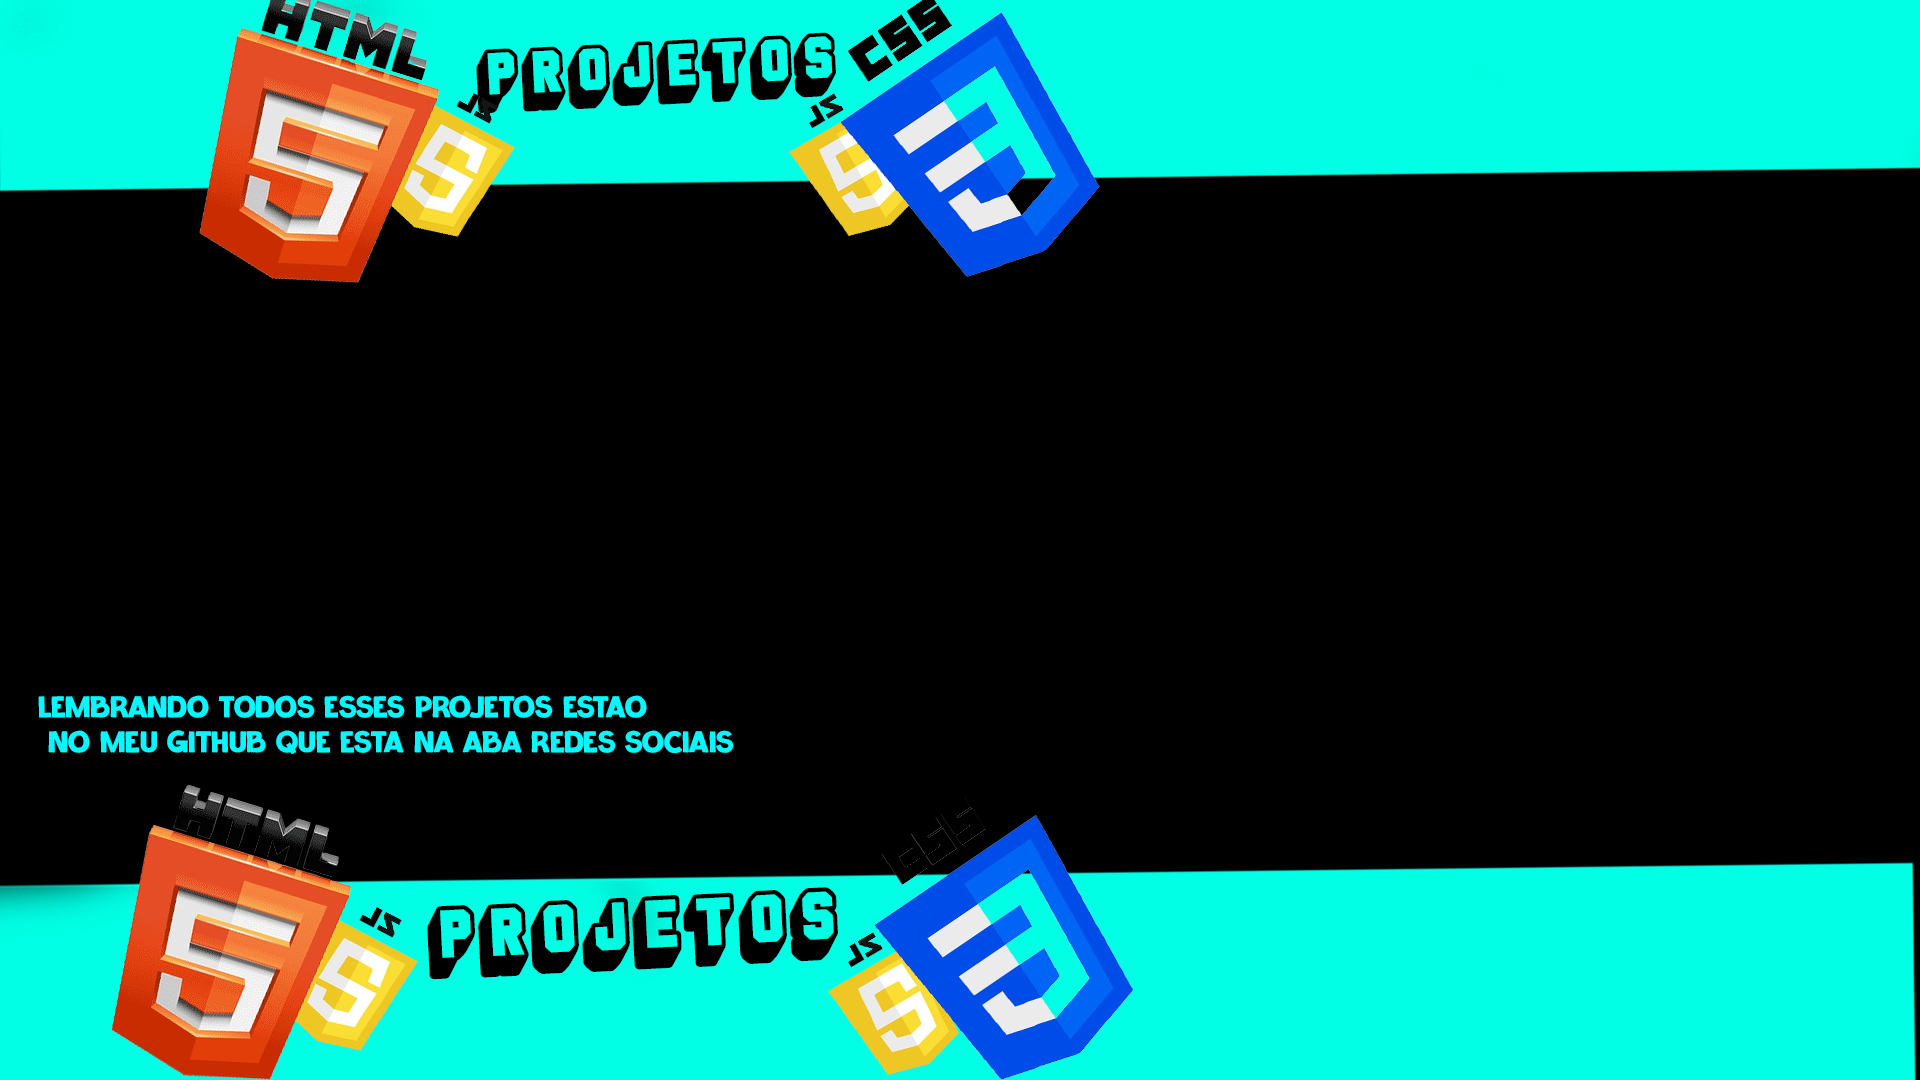 HTML
PROJETOS
CSS
JS
JS
LEMBRANDO TODOS ESSES PROJETOS ESTAO
NO MEU GITHUB QUE ESTA NA ABA REDES SOCIAIS
HTML
CSS
JS
PROJETOS
JS